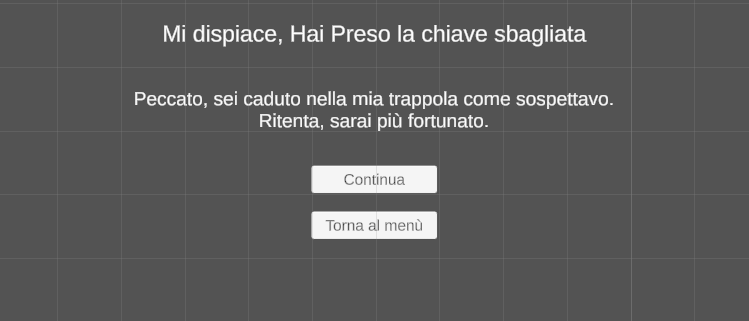 Mi dispiace, Hai Preso la chiave sbagliata
Peccato, sei caduto nella mia trappola come sospettavo.
Ritenta, sarai più fortunato.
Continua
Torna al menù